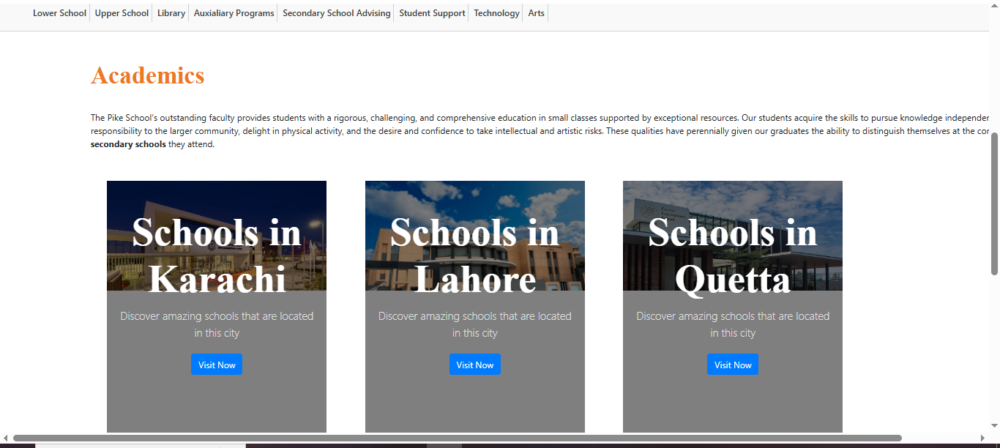 Lower School Upper School Library Auxialiary Programs Secondary School Advising Student Support Technology Arts
Academics
The Pike School's outstanding faculty provides students with a rigorous, challenging, and comprehensive education in small classes supported by exceptional resources. Our students acquire the skills to pursue knowledge
responsibility to the larger community, delight in physical activity, and the desire and confidence to take intellectual and artistic risks. These qualities have perennially given our graduates the ability to distinguish themselves at the
secondary schools they attend.
Schools in
Karachi
Discover amazing schools that are located
in this city
Visit Now
Schools in
Lahore
Discover amazing schools that are located
in this city
Visit Now
Schools in
Quetta
Discover amazing schools that are located
in this city
Visit Now